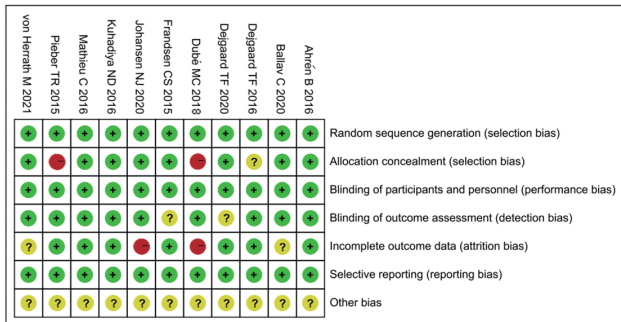 von Herrath M 2021
Pieber TR 2015
Mathieu C 2016
Kuhadiya ND 2016
Johansen NJ 2020
Frandsen CS 2015
Dubé MC 2018
Dejgaard TF 2020
Dejgaard TF 2016
Ballav C 2020
Ahrén B 2016
+ + + + + + + + + + + Random sequence generation (selection bias)
+ - + + + + - + ? + + Allocation concealment (selection bias)
+ + + + + + + + + + + Blinding of participants and personnel (performance bias)
+ + + + + ? + ? + + + Blinding of outcome assessment (detection bias)
? + + + - + - + + ? + Incomplete outcome data (attrition bias)
+ + + + + + + + + + + Selective reporting (reporting bias)
? ? ? ? ? ? ? ? ? ? ? Other bias